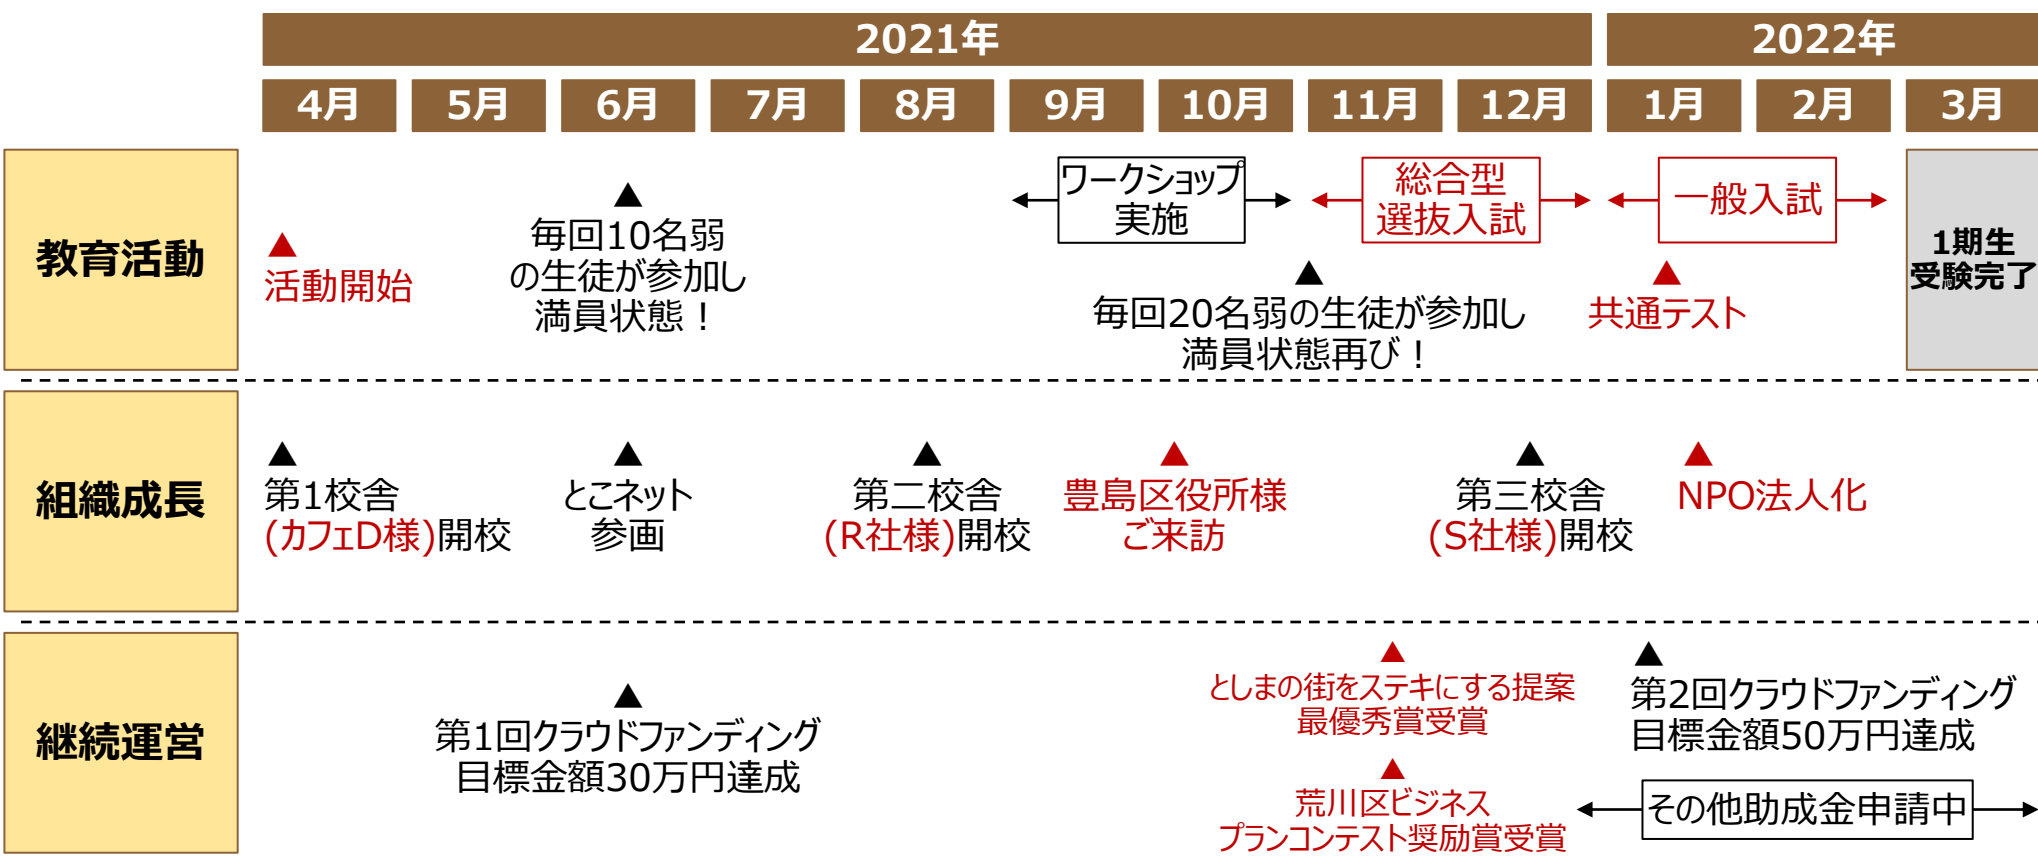 2021年
2022年
4月
5月
6月
7月
8月
9月
10月
11月
12月
1月
2月
3月
教育活動
▲
活動開始
▲
毎回10名弱
の生徒が参加し
満員状態！
ワークショップ
実施
総合型
選抜入試
一般入試
▲
毎回20名弱の生徒が参加し
満員状態再び！
▲
共通テスト
1期生
受験完了
組織成長
▲
第1校舎
(カフェD様)開校
▲
とこネット
参画
▲
第二校舎
(R社様)開校
▲
豊島区役所様
ご来訪
▲
第三校舎
(S社様)開校
▲
NPO法人化
継続運営
▲
第1回クラウドファンディング
目標金額30万円達成
▲
としまの街をステキにする提案
最優秀賞受賞
▲
荒川区ビジネス
プランコンテスト奨励賞受賞
▲
第2回クラウドファンディング
目標金額50万円達成
その他助成金申請中